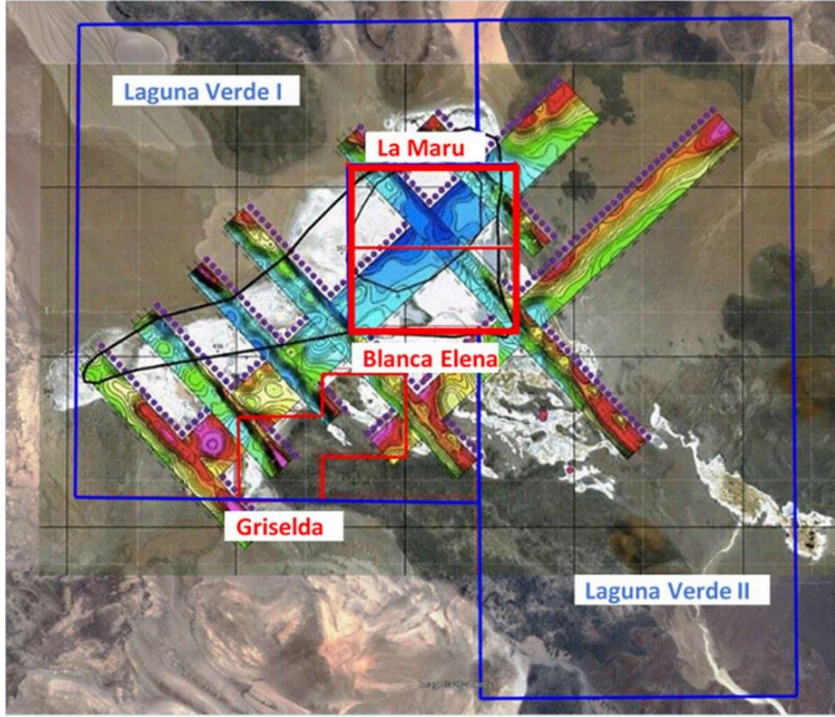 Laguna Verde I
La Maru
Blanca Elena
Griselda
Laguna Verde II